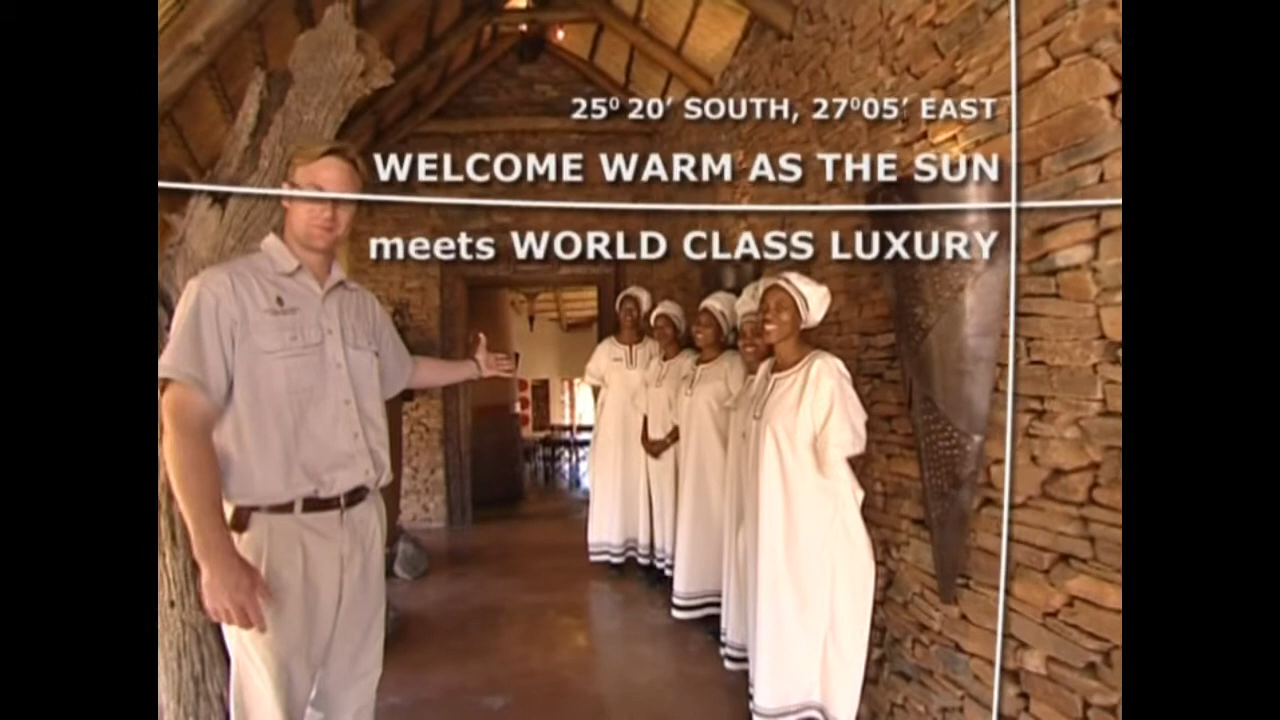 25⁰ 20' SOUTH, 27⁰05' EAST
WELCOME WARM AS THE SUN
meets WORLD CLASS LUXURY